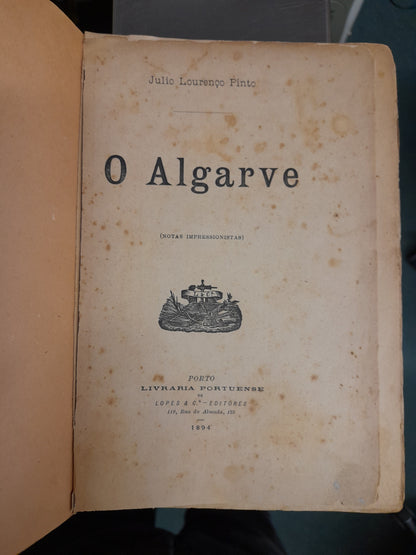 Julio Lourenço Pinto
O Algarve
(NOTAS IMPRESSIONISTAS)
PORTO
LIVRARIA PORTUENSE
DE
LOPES & C.ª—EDITORES
119, Rua do Almada, 123
1894